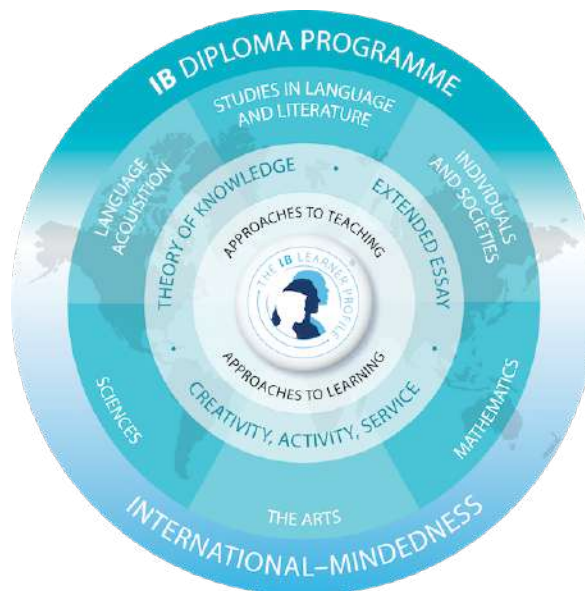 IB DIPLOMA PROGRAMME
STUDIES IN LANGUAGE
AND LITERATURE
LANGUAGE
ACQUISITION
INDIVIDUALS
AND SOCIETIES
THEORY OF KNOWLEDGE
•
EXTENDED ESSAY
•
CREATIVITY, ACTIVITY, SERVICE
•
APPROACHES TO TEACHING
THE IB LEARNER PROFILE
APPROACHES TO LEARNING
SCIENCES
MATHEMATICS
THE ARTS
INTERNATIONAL–MINDEDNESS